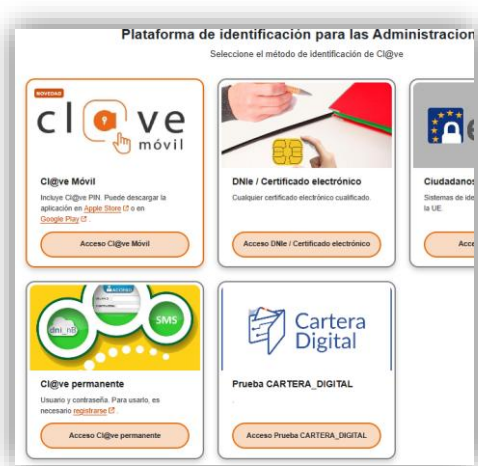 Plataforma de identificación para las Administracion
Seleccione el método de identificación de Cl@ve
NOVEDAD
cl@ve
móvil
Cl@ve Móvil
Incluye Cl@ve PIN. Puede descargar la
aplicación en Apple Store o en
Google Play .
Acceso Cl@ve Móvil
DNIe / Certificado electrónico
Cualquier certificado electrónico cualificado.
Acceso DNIe / Certificado electrónico
Ciudadanos
Sistemas de ide
la UE.
Acce
dni_nB
SMS
Cl@ve permanente
Usuario y contraseña. Para usarlo, es
necesario registrarse .
Acceso Cl@ve permanente
Cartera
Digital
Prueba CARTERA_DIGITAL
.
Acceso Prueba CARTERA_DIGITAL